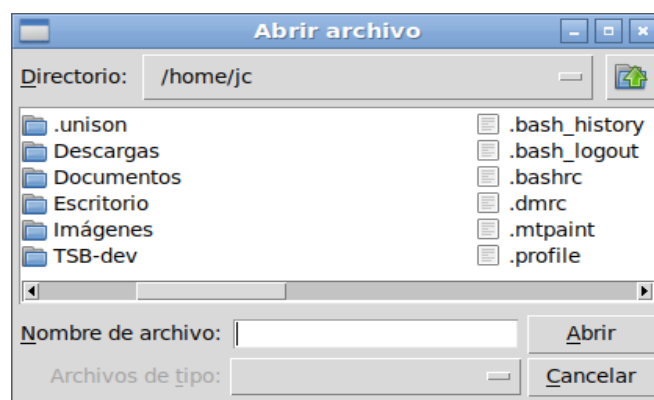 Abrir archivo
Directorio: /home/jc
.unison .bash_history
Descargas .bash_logout
Documentos .bashrc
Escritorio .dmrc
Imágenes .mtpaint
TSB-dev .profile
Nombre de archivo: Abrir
Archivos de tipo: Cancelar